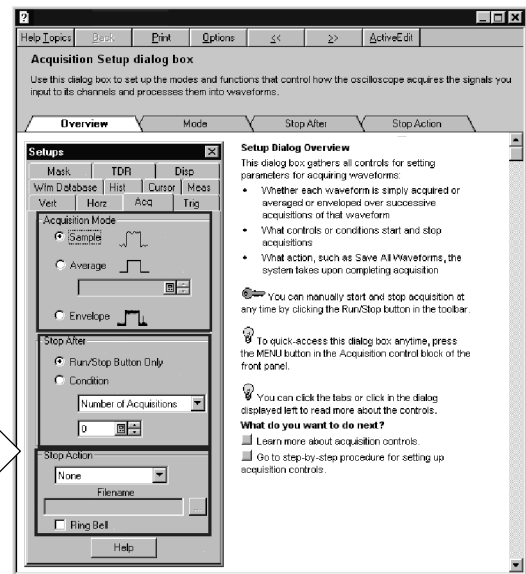 ?
Help Topics Back Print Options << >> ActiveEdit
Acquisition Setup dialog box
Use this dialog box to set up the modes and functions that control how the oscilloscope acquires the signals you
input to its channels and processes them into waveforms.
Overview Mode Stop After Stop Action
Setups
Mask TDR Disp
Wfm Database Hist Cursor Meas
Vert Horz Acq Trig
Acquisition Mode
Sample
Average
Envelope
Stop After
Run/Stop Button Only
Condition
Number of Acquisitions
0
Stop Action
None
Filename
...
Ring Bell
Help
Setup Dialog Overview
This dialog box gathers all controls for setting
parameters for acquiring waveforms:
• Whether each waveform is simply acquired or
averaged or enveloped over successive
acquisitions of that waveform
• What controls or conditions start and stop
acquisitions
• What action, such as Save All Waveforms, the
system takes upon completing acquisition
You can manually start and stop acquisition at
any time by clicking the Run/Stop button in the toolbar.
To quick-access this dialog box anytime, press
the MENU button in the Acquisition control block of the
front panel.
You can click the tabs or click in the dialog
displayed left to read more about the controls.
What do you want to do next?
Learn more about acquisition controls.
Go to step-by-step procedure for setting up
acquisition controls.